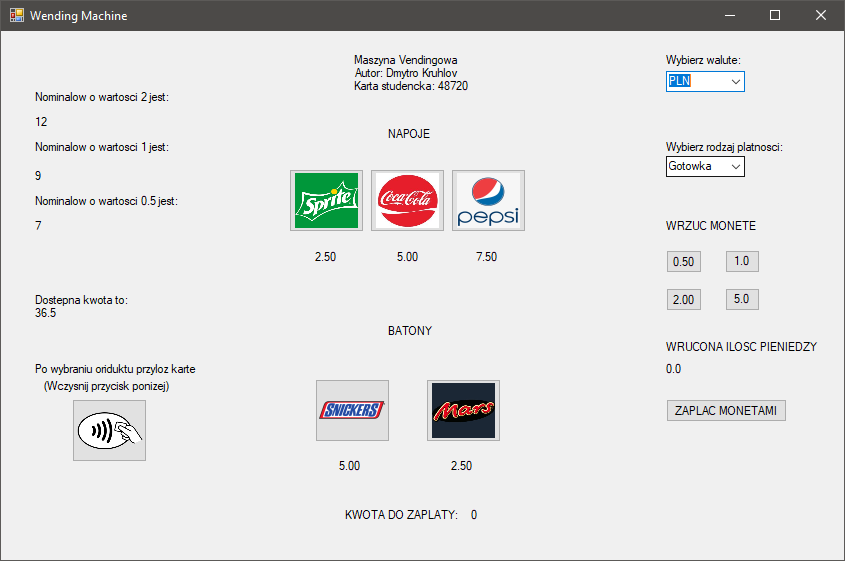 Wending Machine
Maszyna Vendingowa
Autor: Dmytro Kruhlov
Karta studencka: 48720
Nominalow o wartosci 2 jest:
12
Nominalow o wartosci 1 jest:
9
Nominalow o wartosci 0.5 jest:
7
Dostepna kwota to:
36.5
Po wybraniu oriduktu przyloz karte
(Wczysnij przycisk ponizej)
NAPOJE
Sprite
Coca-Cola
pepsi
2.50
5.00
7.50
BATONY
SNICKERS
Mars
5.00
2.50
KWOTA DO ZAPLATY: 0
Wybierz walute:
PLN
Wybierz rodzaj platnosci:
Gotowka
WRZUC MONETE
0.50
1.0
2.00
5.0
WRUCONA ILOSC PIENIEDZY
0.0
ZAPLAC MONETAMI